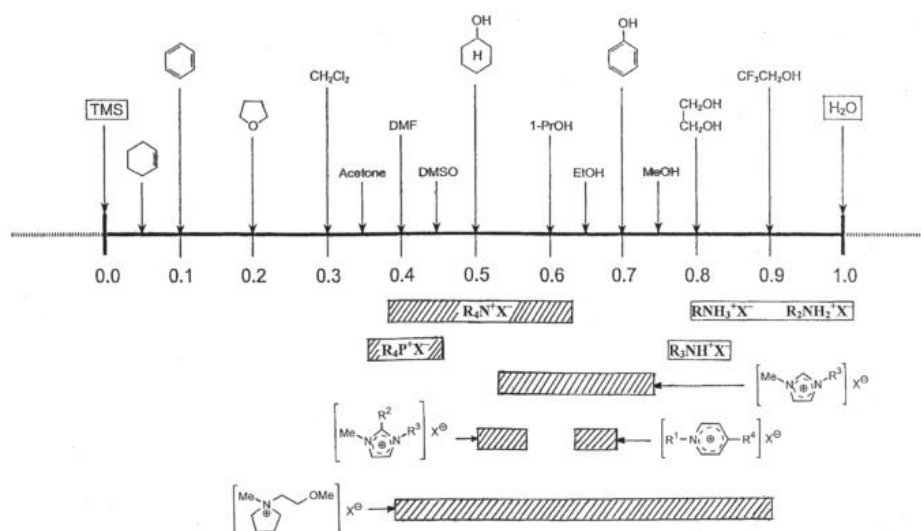 OH
OH
H
CH₂Cl₂
CF₃CH₂OH
TMS
O
CH₂OH
CH₂OH
H₂O
DMF
1-PrOH
Acetone
DMSO
EtOH
MeOH
0.0 0.1 0.2 0.3 0.4 0.5 0.6 0.7 0.8 0.9 1.0
R₄N⁺X⁻
RNH₃⁺X⁻ R₂NH₂⁺X⁻
R₄P⁺X⁻
R₃NH⁺X⁻
Me N ⊕ N R³ X⊖
Me N R² ⊕ N R³ X⊖
R¹ N ⊕ R⁴ X⊖
Me N ⊕ OMe X⊖